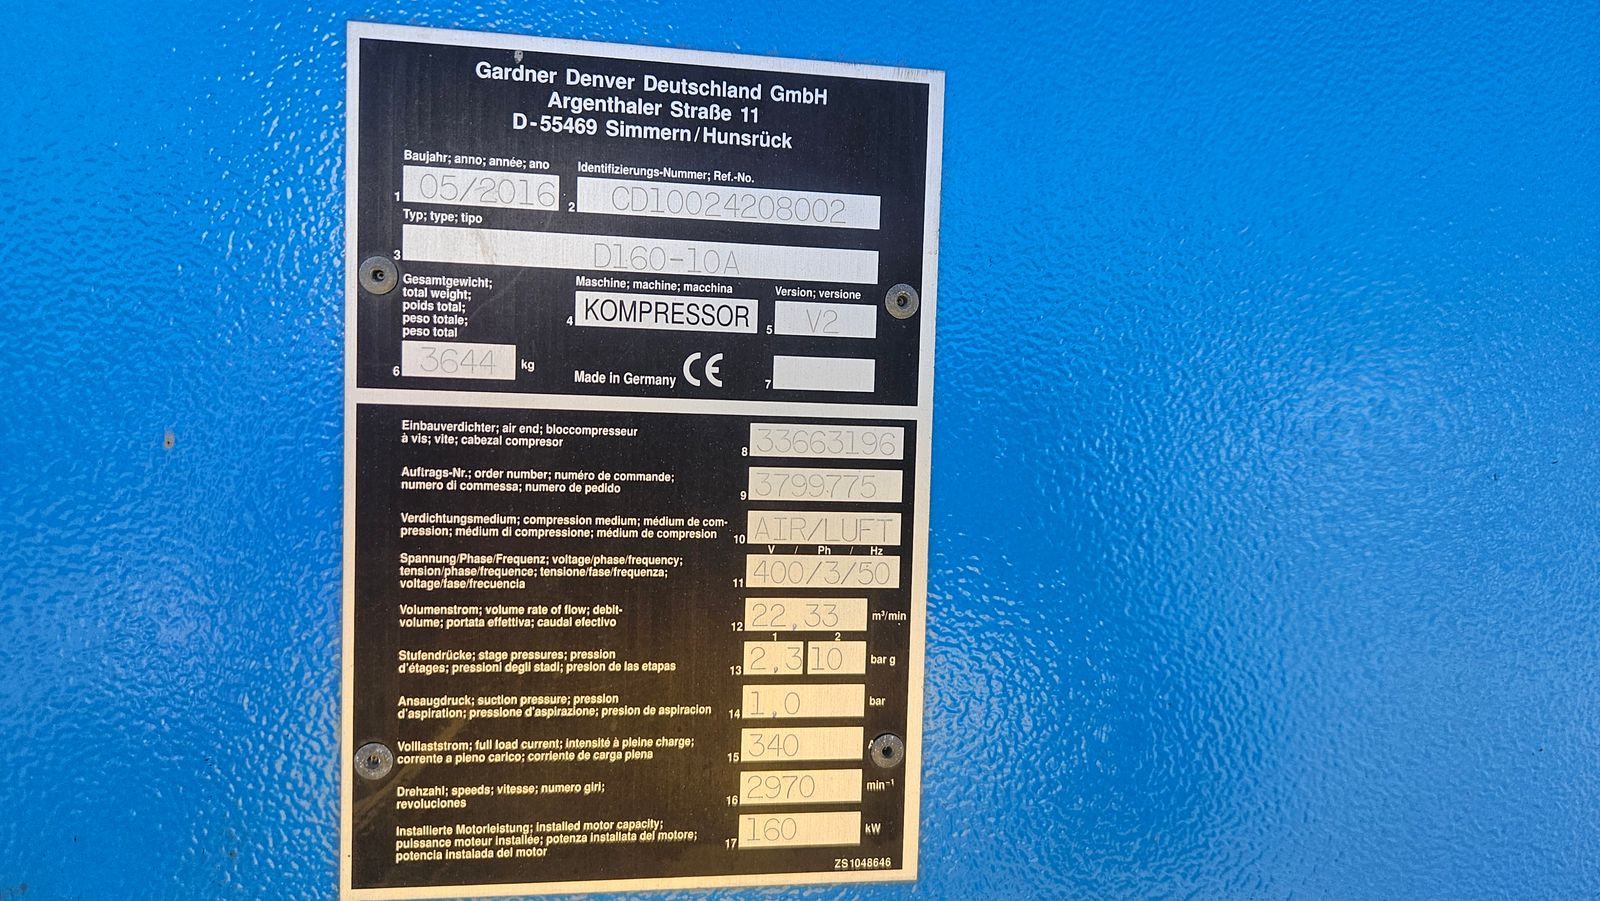 Gardner Denver Deutschland GmbH
Argenthaler Straße 11
D-55469 Simmern/Hunsrück
Baujahr; anno; année; ano
1 05/2016
Identifizierungs-Nummer; Ref.-No.
2 CD10024208002
Typ; type; tipo
3 D160-10A
Gesamtgewicht;
total weight;
poids total;
peso totale;
peso total
6 3644 kg
Maschine; machine; macchina
4 KOMPRESSOR
Version; versione
5 V2
Made in Germany CE
7
Einbauverdichter; air end; bloccompresseur
à vis; vite; cabezal compresor
8 33663196
Auftrags-Nr.; order number; numéro de commande;
numero di commessa; numero de pedido
9 3799775
Verdichtungsmedium; compression medium; médium de com-
pression; médium di compressione; médium de compresion
10 AIR/LUFT
Spannung/Phase/Frequenz; voltage/phase/frequency;
tension/phase/frequence; tensione/fase/frequenza;
voltage/fase/frecuencia
V / Ph / Hz
11 400/3/50
Volumenstrom; volume rate of flow; debit-
volume; portata effettiva; caudal efectivo
12 22,33 m³/min
Stufendrücke; stage pressures; pression
d'étages; pressioni degli stadi; presion de las etapas
1 2
13 2,3 10 bar g
Ansaugdruck; suction pressure; pression
d'aspiration; pressione d'aspirazione; presion de aspiracion
14 1,0 bar
Volllaststrom; full load current; intensité à pleine charge;
corrente a pleno carico; corriente de carga plena
15 340
Drehzahl; speeds; vitesse; numero giri;
revoluciones
16 2970 min⁻¹
Installierte Motorleistung; installed motor capacity;
puissance moteur installée; potenza installata del motore;
potencia instalada del motor
17 160 kW
ZS1048646